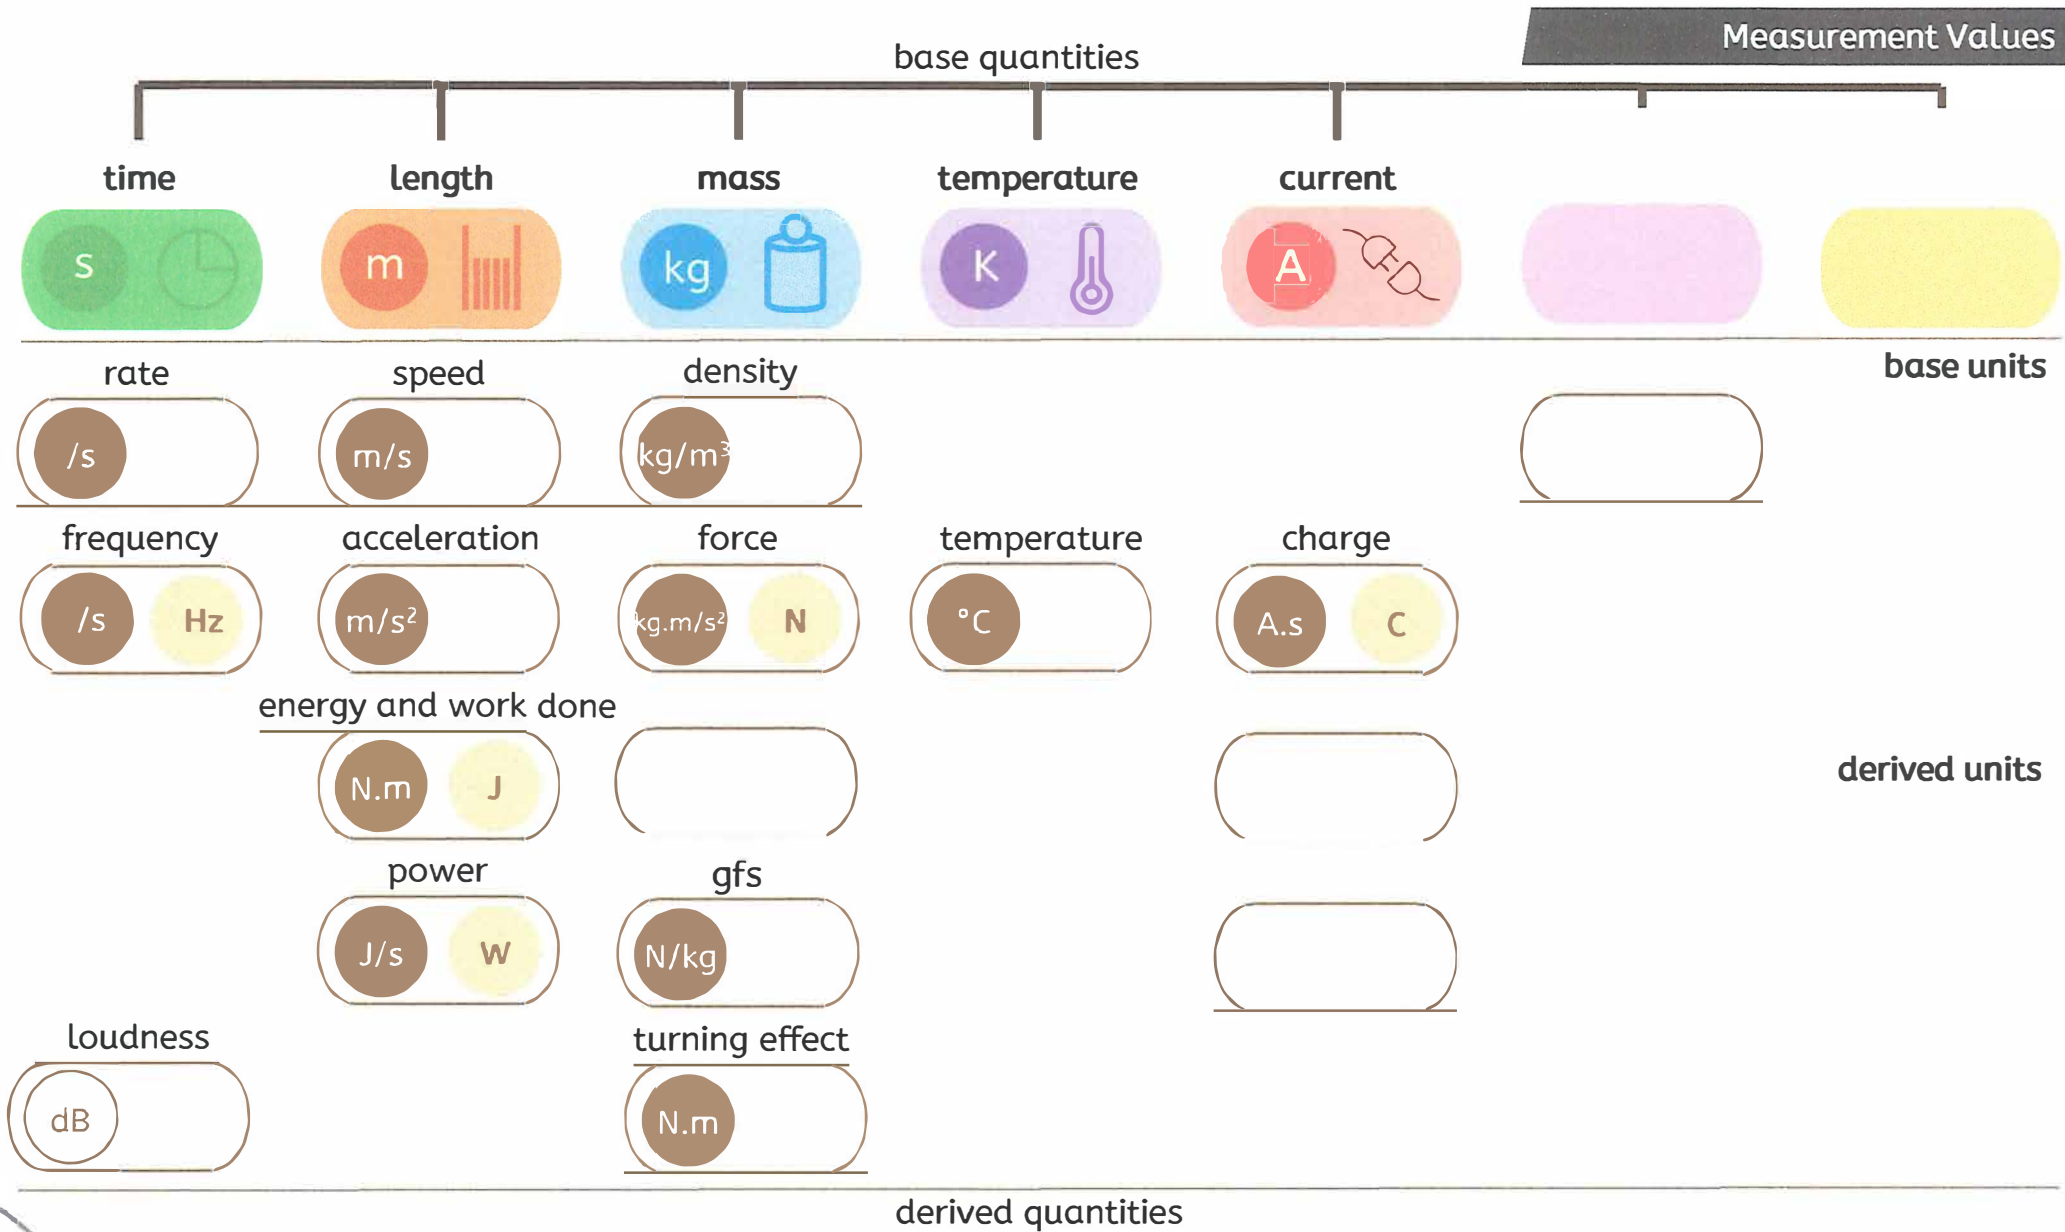 Measurement Values
base quantities
time length mass temperature current
s m kg K A
base units
rate speed density
/s m/s kg/m³
frequency acceleration force temperature charge
/s Hz m/s² kg.m/s² N °C A.s C
energy and work done
N.m J
derived units
power gfs
J/s W N/kg
loudness turning effect
dB N.m
derived quantities